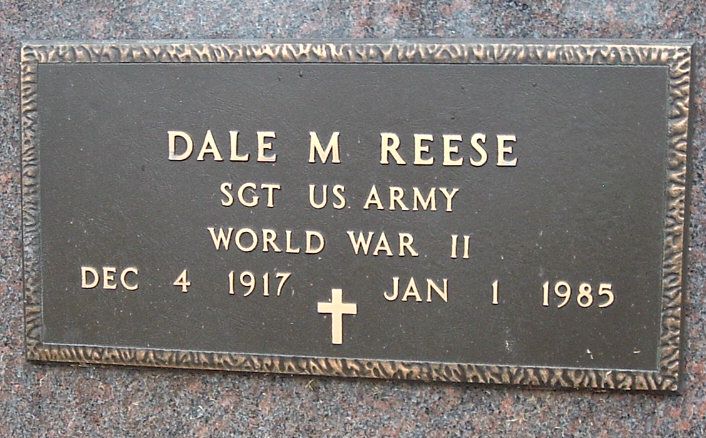 DALE M REESE
SGT US ARMY
WORLD WAR II
DEC 4 1917 JAN 1 1985